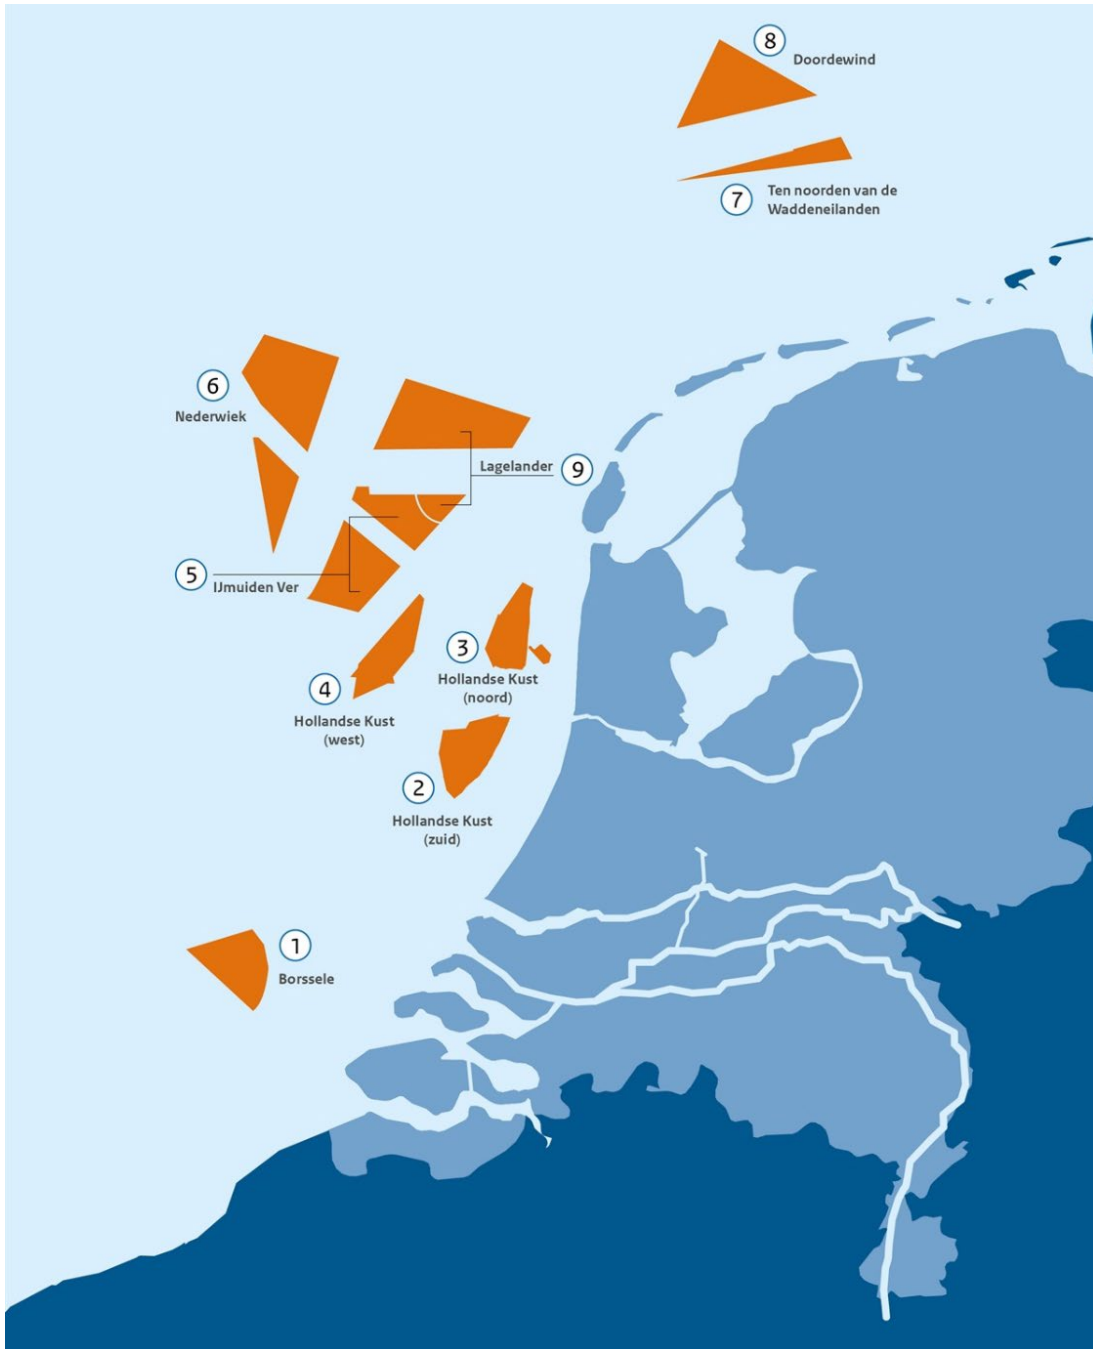 8
Doordewind
7
Ten noorden van de
Waddeneilanden
6
Nederwiek
Lagelander
9
5
IJmuiden Ver
3
Hollandse Kust
(noord)
4
Hollandse Kust
(west)
2
Hollandse Kust
(zuid)
1
Borssele